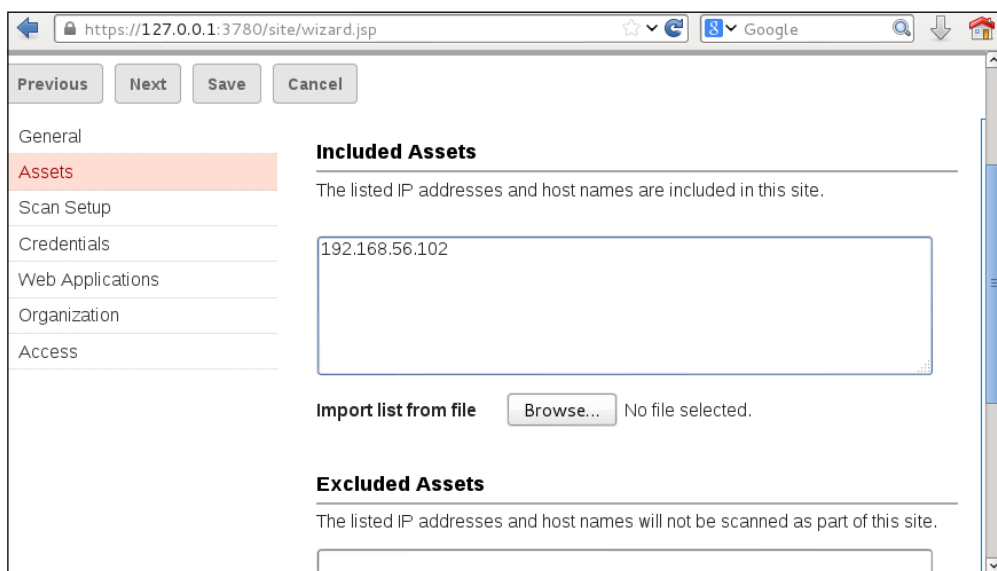 https://127.0.0.1:3780/site/wizard.jsp
8 Google
Previous Next Save Cancel
General
Assets
Scan Setup
Credentials
Web Applications
Organization
Access
Included Assets
The listed IP addresses and host names are included in this site.
192.168.56.102
Import list from file Browse... No file selected.
Excluded Assets
The listed IP addresses and host names will not be scanned as part of this site.